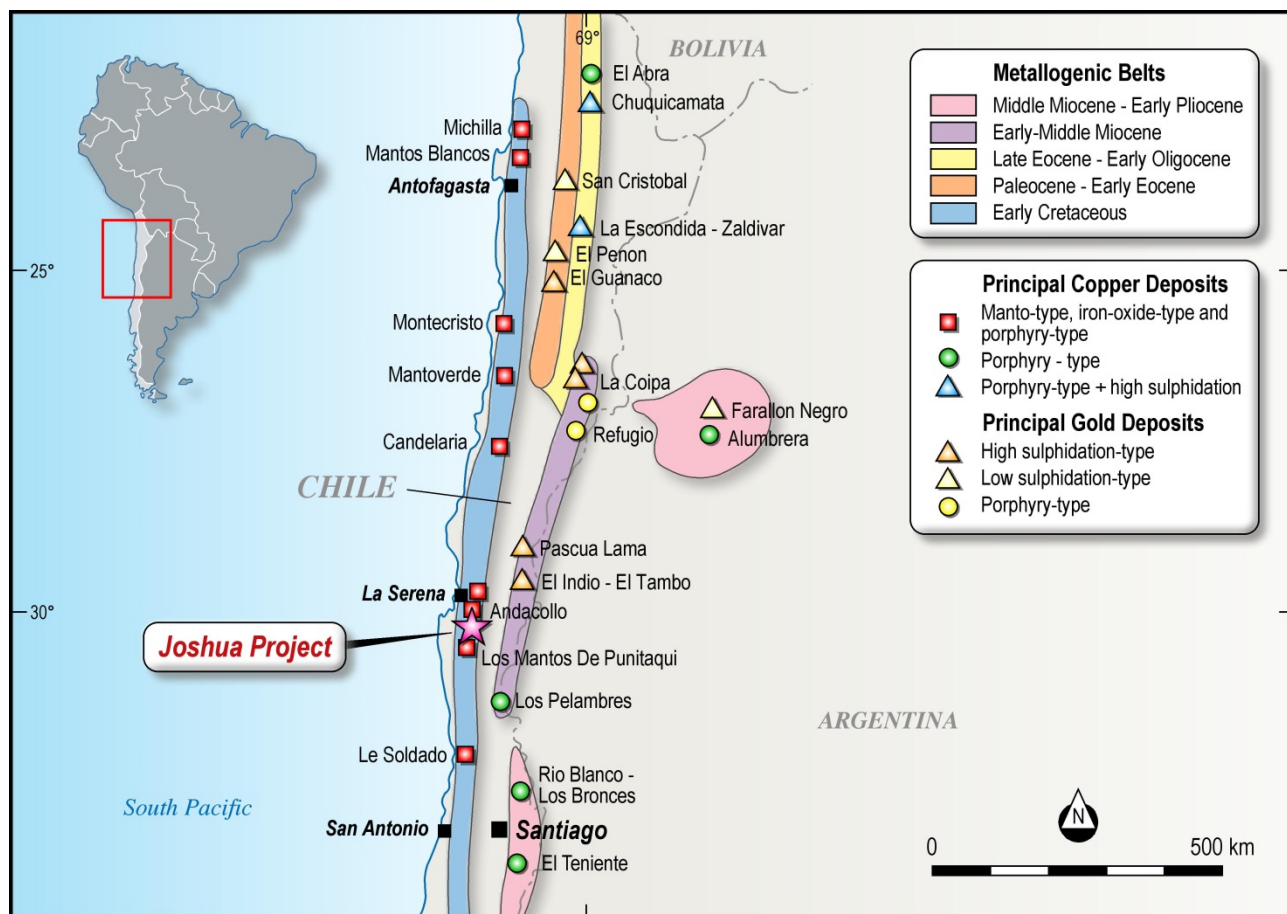 69°
BOLIVIA
El Abra
Chuquicamata
Michilla
Mantos Blancos
Antofagasta
San Cristobal
La Escondida - Zaldivar
El Penon
El Guanaco
25°
Montecristo
Mantoverde
La Coipa
Farallon Negro
Refugio
Alumbrera
Candelaria
CHILE
Pascua Lama
El Indio - El Tambo
La Serena
30°
Andacollo
Joshua Project
Los Mantos De Punitaqui
Los Pelambres
ARGENTINA
Le Soldado
Rio Blanco -
Los Bronces
South Pacific
San Antonio
Santiago
El Teniente
Metallogenic Belts
Middle Miocene - Early Pliocene
Early-Middle Miocene
Late Eocene - Early Oligocene
Paleocene - Early Eocene
Early Cretaceous
Principal Copper Deposits
Manto-type, iron-oxide-type and
porphyry-type
Porphyry - type
Porphyry-type + high sulphidation
Principal Gold Deposits
High sulphidation-type
Low sulphidation-type
Porphyry-type
N
0
500 km